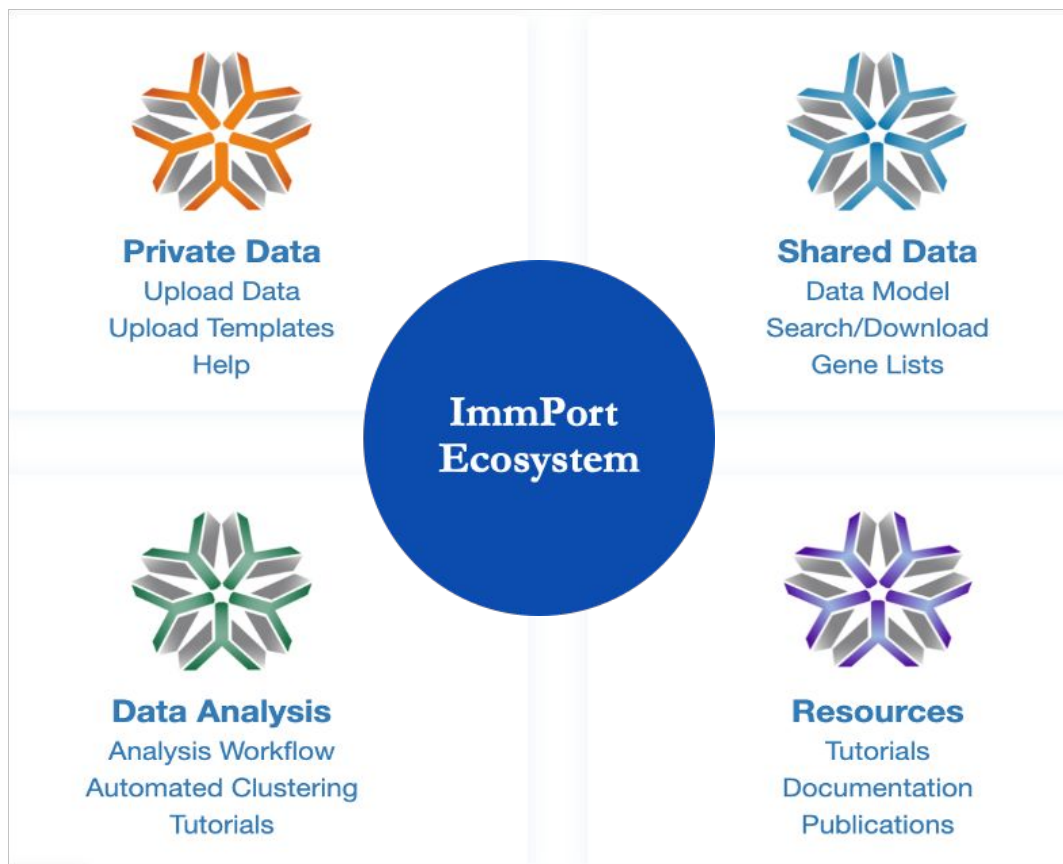 Private Data
Upload Data
Upload Templates
Help
Shared Data
Data Model
Search/Download
Gene Lists
ImmPort
Ecosystem
Data Analysis
Analysis Workflow
Automated Clustering
Tutorials
Resources
Tutorials
Documentation
Publications